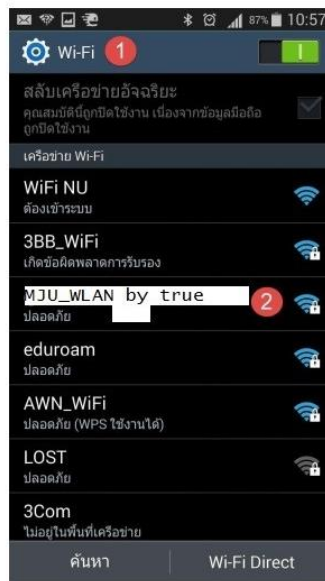 87% 10:57
Wi-Fi 1
สลับเครือข่ายอัจฉริยะ
คุณสมบัตินี้ถูกปิดใช้งาน เนื่องจากข้อมูลมือถือ
ถูกปิดใช้งาน
เครือข่าย Wi-Fi
WiFi NU
ต้องเข้าระบบ
3BB_WiFi
เกิดข้อผิดพลาดการรับรอง
MJU_WLAN by true 2
ปลอดภัย
eduroam
ปลอดภัย
AWN_WiFi
ปลอดภัย (WPS ใช้งานได้)
LOST
ปลอดภัย
3Com
ไม่อยู่ในพื้นที่เครือข่าย
ค้นหา Wi-Fi Direct